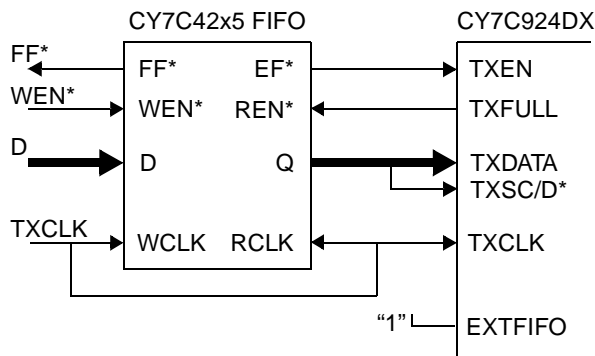 CY7C42x5 FIFO CY7C924DX
FF* FF* EF* TXEN
WEN* WEN* REN* TXFULL
D D Q TXDATA
TXSC/D*
TXCLK WCLK RCLK TXCLK
“1” EXTFIFO